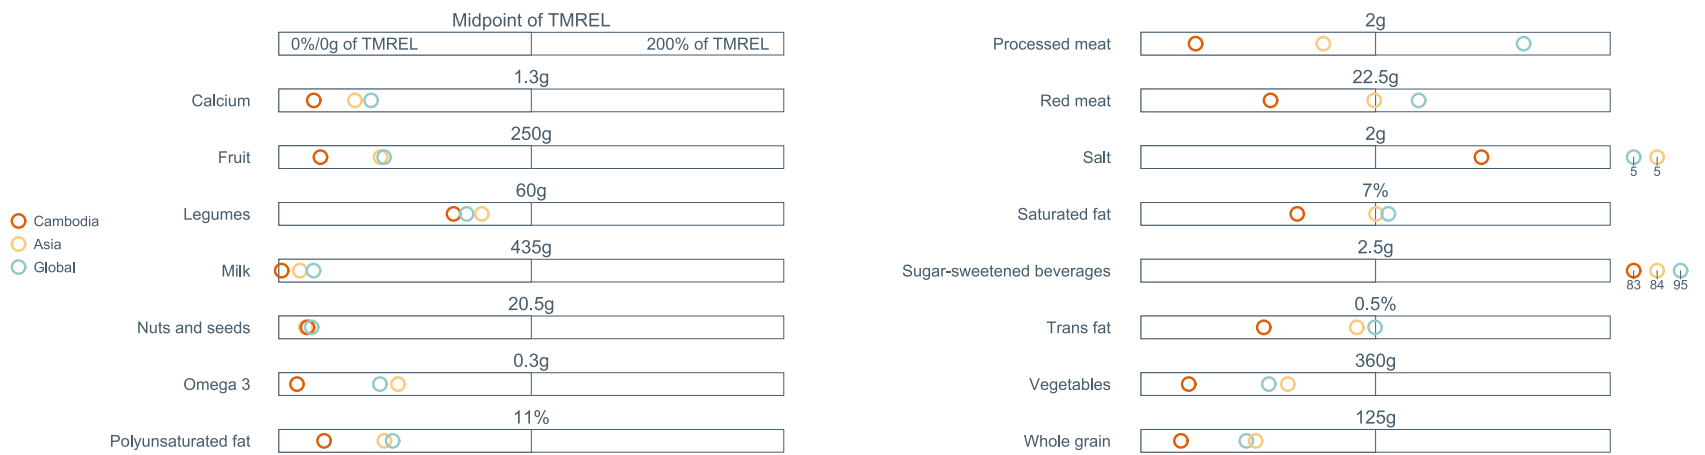 Midpoint of TMREL
0%/0g of TMREL 200% of TMREL
1.3g
Calcium
250g
Fruit
60g
Legumes
435g
Milk
20.5g
Nuts and seeds
0.3g
Omega 3
11%
Polyunsaturated fat
Cambodia
Asia
Global
2g
Processed meat
22.5g
Red meat
2g
Salt
5 5
7%
Saturated fat
2.5g
Sugar-sweetened beverages
83 84 95
0.5%
Trans fat
360g
Vegetables
125g
Whole grain